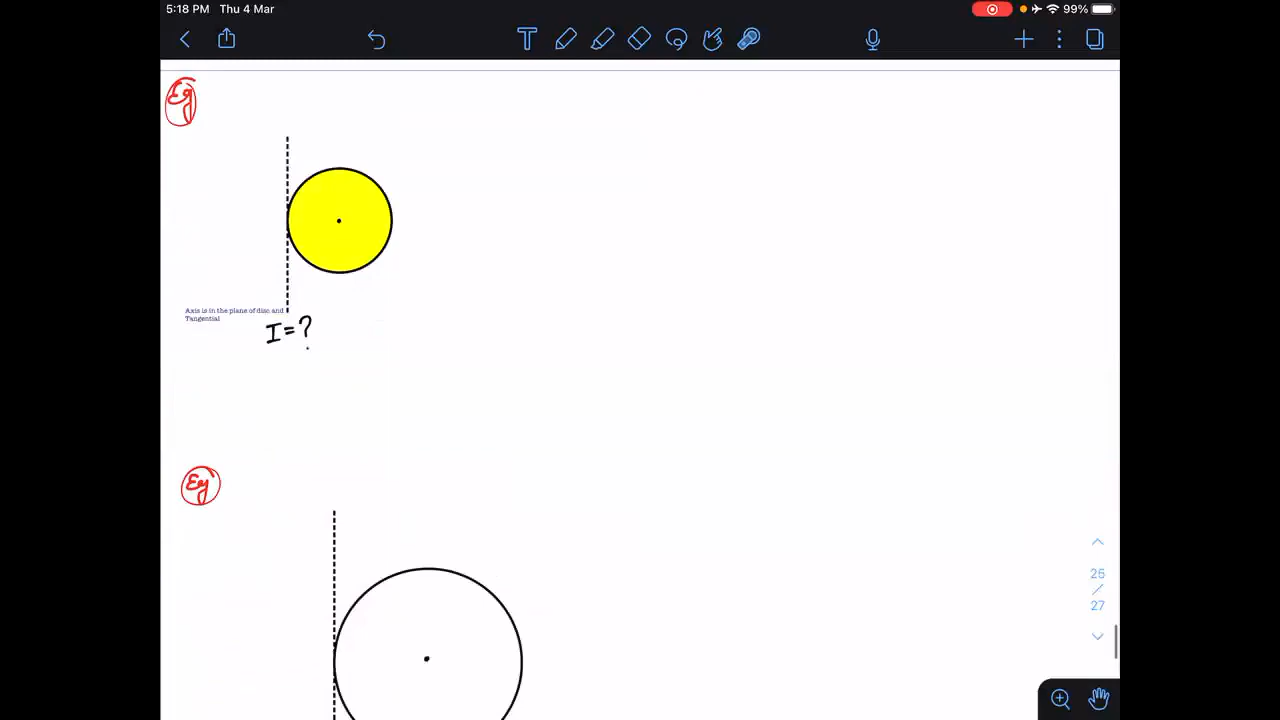 5:18 PM Thu 4 Mar
99%
T
Eg
Axis is in the plane of disc and
Tangential
I = ?
Eg
25
/
27